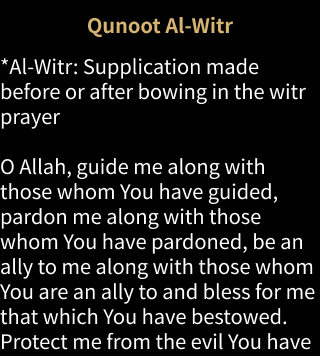 Qunoot Al-Witr
*Al-Witr: Supplication made
before or after bowing in the witr
prayer
O Allah, guide me along with
those whom You have guided,
pardon me along with those
whom You have pardoned, be an
ally to me along with those whom
You are an ally to and bless for me
that which You have bestowed.
Protect me from the evil You have